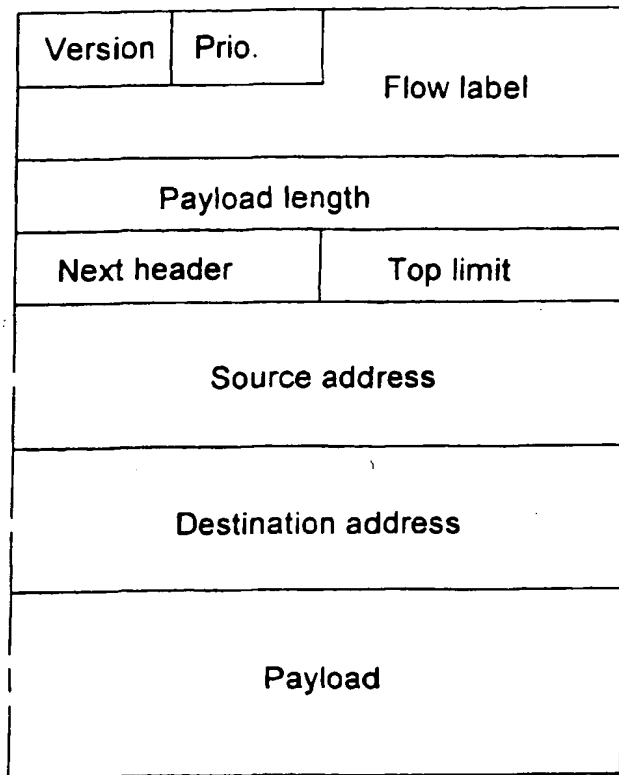 Version Prio.
Flow label
Payload length
Next header Top limit
Source address
Destination address
Payload